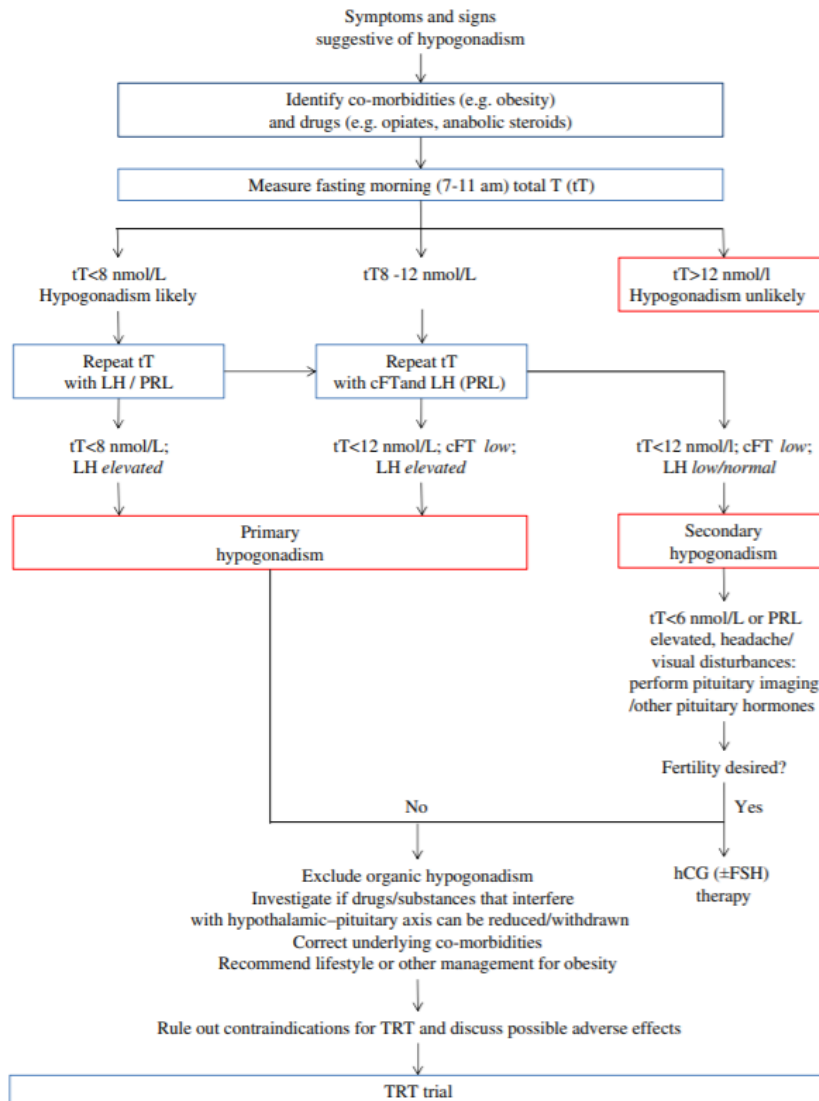 Symptoms and signs
suggestive of hypogonadism
Identify co-morbidities (e.g. obesity)
and drugs (e.g. opiates, anabolic steroids)
Measure fasting morning (7-11 am) total T (tT)
tT<8 nmol/L
Hypogonadism likely
tT8 -12 nmol/L
tT>12 nmol/l
Hypogonadism unlikely
Repeat tT
with LH / PRL
Repeat tT
with cFTand LH (PRL)
tT<8 nmol/L;
LH elevated
tT<12 nmol/L; cFT low;
LH elevated
tT<12 nmol/l; cFT low;
LH low/normal
Primary
hypogonadism
Secondary
hypogonadism
tT<6 nmol/L or PRL
elevated, headache/
visual disturbances:
perform pituitary imaging
/other pituitary hormones
Fertility desired?
No
Yes
Exclude organic hypogonadism
Investigate if drugs/substances that interfere
with hypothalamic–pituitary axis can be reduced/withdrawn
Correct underlying co-morbidities
Recommend lifestyle or other management for obesity
hCG (±FSH)
therapy
Rule out contraindications for TRT and discuss possible adverse effects
TRT trial